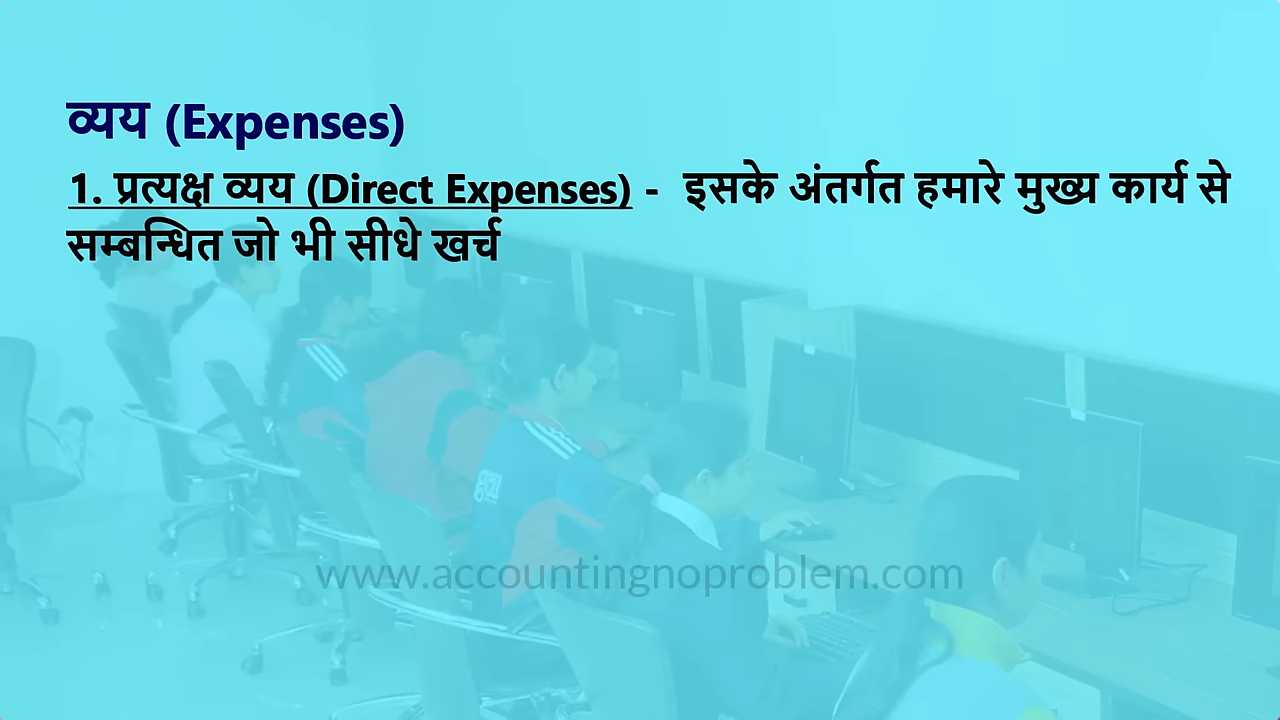 व्यय (Expenses)
1. प्रत्यक्ष व्यय (Direct Expenses) - इसके अंतर्गत हमारे मुख्य कार्य से
सम्बन्धित जो भी सीधे खर्च
www.accountingnoproblem.com